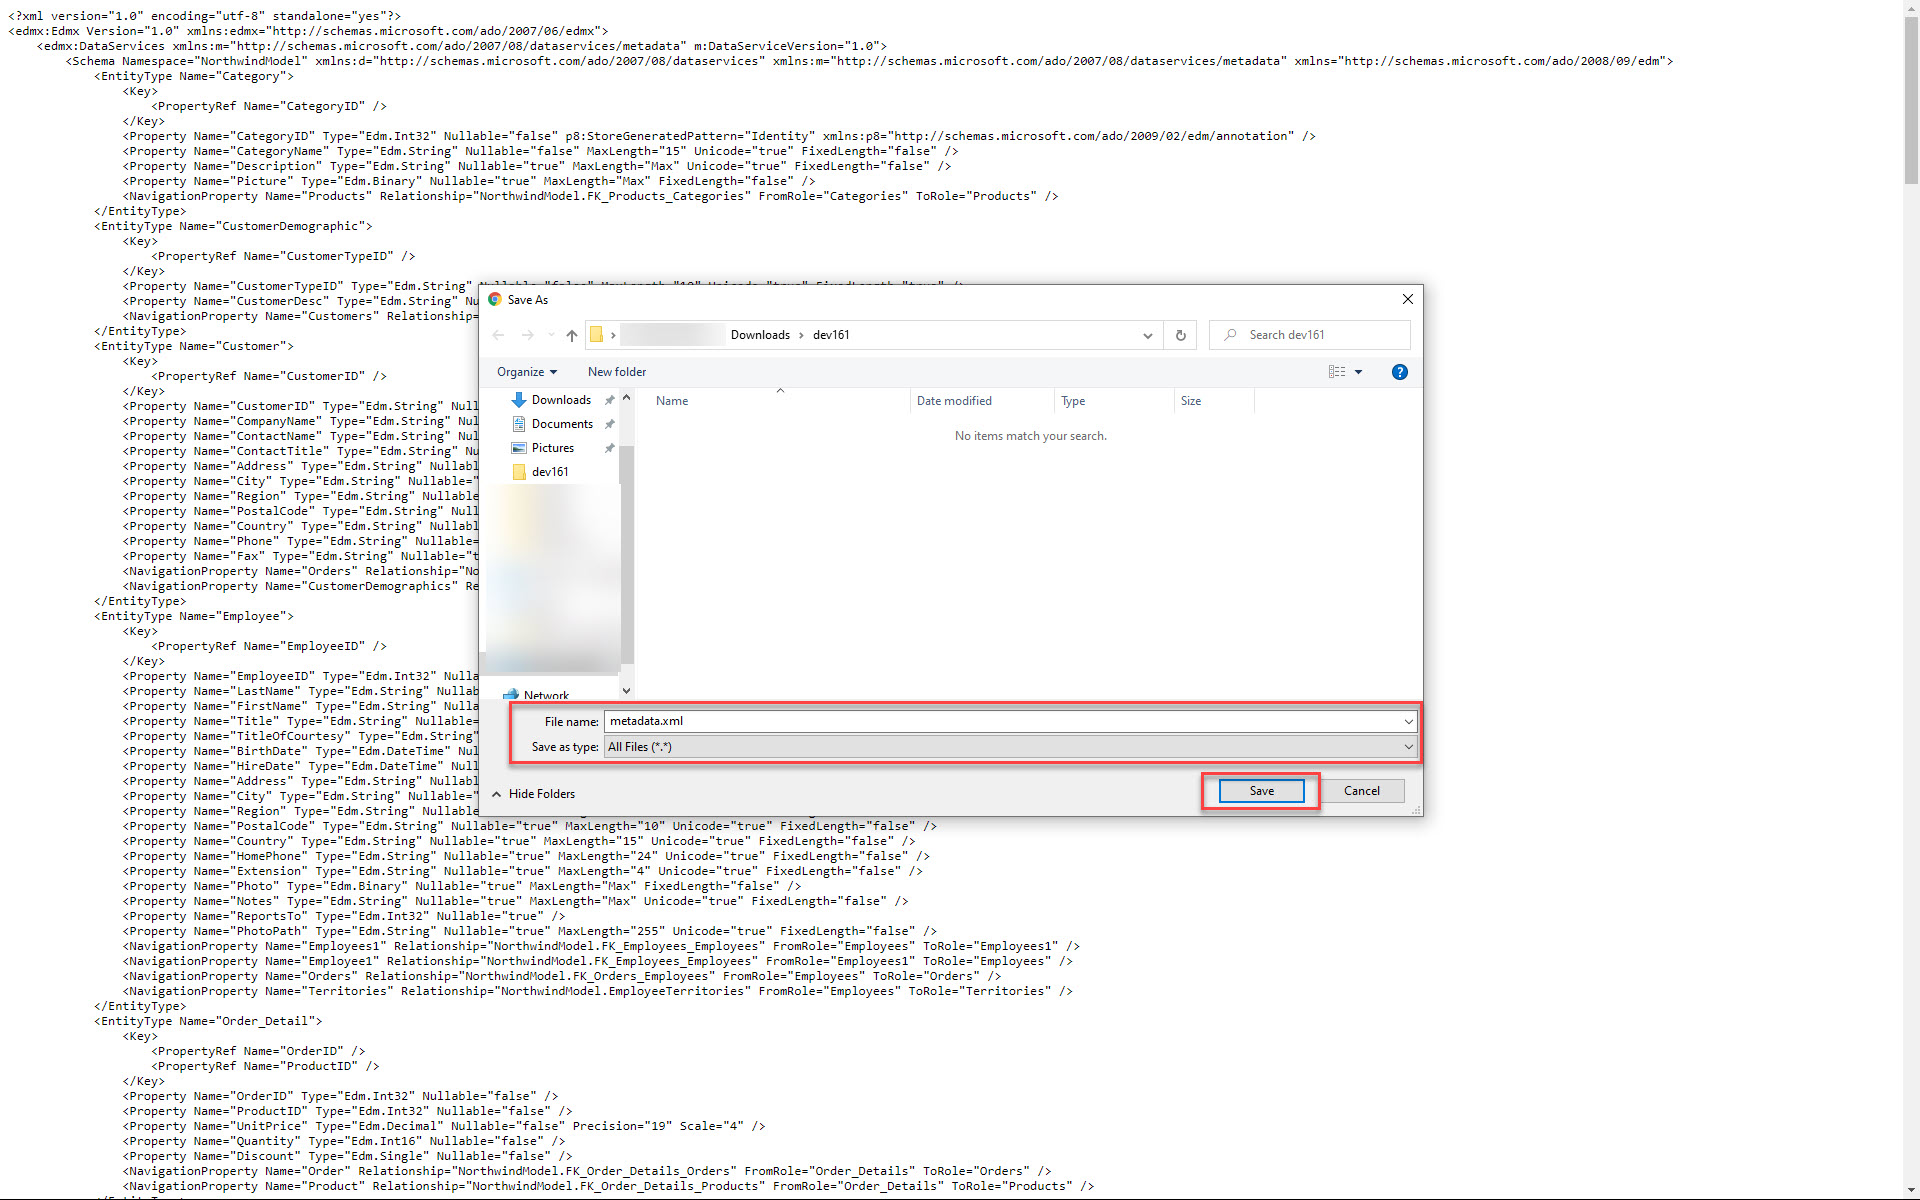 <?xml version="1.0" encoding="utf-8" standalone="yes"?>
<edmx:Edmx Version="1.0" xmlns:edmx="http://schemas.microsoft.com/ado/2007/06/edmx">
<edmx:DataServices xmlns:m="http://schemas.microsoft.com/ado/2007/08/dataservices/metadata" m:DataServiceVersion="1.0">
<Schema Namespace="NorthwindModel" xmlns:d="http://schemas.microsoft.com/ado/2007/08/dataservices" xmlns:m="http://schemas.microsoft.com/ado/2007/08/dataservices/metadata" xmlns="http://schemas.microsoft.com/ado/2008/09/edm">
<EntityType Name="Category">
<Key>
<PropertyRef Name="CategoryID" />
</Key>
<Property Name="CategoryID" Type="Edm.Int32" Nullable="false" p8:StoreGeneratedPattern="Identity" xmlns:p8="http://schemas.microsoft.com/ado/2009/02/edm/annotation" />
<Property Name="CategoryName" Type="Edm.String" Nullable="false" MaxLength="15" Unicode="true" FixedLength="false" />
<Property Name="Description" Type="Edm.String" Nullable="true" MaxLength="Max" Unicode="true" FixedLength="false" />
<Property Name="Picture" Type="Edm.Binary" Nullable="true" MaxLength="Max" FixedLength="false" />
<NavigationProperty Name="Products" Relationship="NorthwindModel.FK_Products_Categories" FromRole="Categories" ToRole="Products" />
</EntityType>
<EntityType Name="CustomerDemographic">
<Key>
<PropertyRef Name="CustomerTypeID" />
</Key>
<Property Name="CustomerTypeID" Type="Edm.String"
<Property Name="CustomerDesc" Type="Edm.String" Nu
<NavigationProperty Name="Customers" Relationship=
</EntityType>
<EntityType Name="Customer">
<Key>
<PropertyRef Name="CustomerID" />
</Key>
<Property Name="CustomerID" Type="Edm.String" Null
<Property Name="CompanyName" Type="Edm.String" Nul
<Property Name="ContactName" Type="Edm.String" Nul
<Property Name="ContactTitle" Type="Edm.String" Nu
<Property Name="Address" Type="Edm.String" Nullabl
<Property Name="City" Type="Edm.String" Nullable="
<Property Name="Region" Type="Edm.String" Nullable
<Property Name="PostalCode" Type="Edm.String" Null
<Property Name="Country" Type="Edm.String" Nullabl
<Property Name="Phone" Type="Edm.String" Nullable=
<Property Name="Fax" Type="Edm.String" Nullable="t
<NavigationProperty Name="Orders" Relationship="No
<NavigationProperty Name="CustomerDemographics" Re
</EntityType>
<EntityType Name="Employee">
<Key>
<PropertyRef Name="EmployeeID" />
</Key>
<Property Name="EmployeeID" Type="Edm.Int32" Nulla
<Property Name="LastName" Type="Edm.String" Nullab
<Property Name="FirstName" Type="Edm.String" Nulla
<Property Name="Title" Type="Edm.String" Nullable=
<Property Name="TitleOfCourtesy" Type="Edm.String"
<Property Name="BirthDate" Type="Edm.DateTime" Nul
<Property Name="HireDate" Type="Edm.DateTime" Null
<Property Name="Address" Type="Edm.String" Nullabl
<Property Name="City" Type="Edm.String" Nullable="
<Property Name="Region" Type="Edm.String" Nullable
<Property Name="PostalCode" Type="Edm.String" Nullable="true" MaxLength="10" Unicode="true" FixedLength="false" />
<Property Name="Country" Type="Edm.String" Nullable="true" MaxLength="15" Unicode="true" FixedLength="false" />
<Property Name="HomePhone" Type="Edm.String" Nullable="true" MaxLength="24" Unicode="true" FixedLength="false" />
<Property Name="Extension" Type="Edm.String" Nullable="true" MaxLength="4" Unicode="true" FixedLength="false" />
<Property Name="Photo" Type="Edm.Binary" Nullable="true" MaxLength="Max" FixedLength="false" />
<Property Name="Notes" Type="Edm.String" Nullable="true" MaxLength="Max" Unicode="true" FixedLength="false" />
<Property Name="ReportsTo" Type="Edm.Int32" Nullable="true" />
<Property Name="PhotoPath" Type="Edm.String" Nullable="true" MaxLength="255" Unicode="true" FixedLength="false" />
<NavigationProperty Name="Employees1" Relationship="NorthwindModel.FK_Employees_Employees" FromRole="Employees" ToRole="Employees1" />
<NavigationProperty Name="Employee1" Relationship="NorthwindModel.FK_Employees_Employees" FromRole="Employees1" ToRole="Employees" />
<NavigationProperty Name="Orders" Relationship="NorthwindModel.FK_Orders_Employees" FromRole="Employees" ToRole="Orders" />
<NavigationProperty Name="Territories" Relationship="NorthwindModel.EmployeeTerritories" FromRole="Employees" ToRole="Territories" />
</EntityType>
<EntityType Name="Order_Detail">
<Key>
<PropertyRef Name="OrderID" />
<PropertyRef Name="ProductID" />
</Key>
<Property Name="OrderID" Type="Edm.Int32" Nullable="false" />
<Property Name="ProductID" Type="Edm.Int32" Nullable="false" />
<Property Name="UnitPrice" Type="Edm.Decimal" Nullable="false" Precision="19" Scale="4" />
<Property Name="Quantity" Type="Edm.Int16" Nullable="false" />
<Property Name="Discount" Type="Edm.Single" Nullable="false" />
<NavigationProperty Name="Order" Relationship="NorthwindModel.FK_Order_Details_Orders" FromRole="Order_Details" ToRole="Orders" />
<NavigationProperty Name="Product" Relationship="NorthwindModel.FK_Order_Details_Products" FromRole="Order_Details" ToRole="Products" />
Save As
Downloads > dev161
Search dev161
Organize
New folder
Downloads
Documents
Pictures
dev161
Network
Name
Date modified
Type
Size
No items match your search.
File name: metadata.xml
Save as type: All Files (*.*)
Hide Folders
Save
Cancel